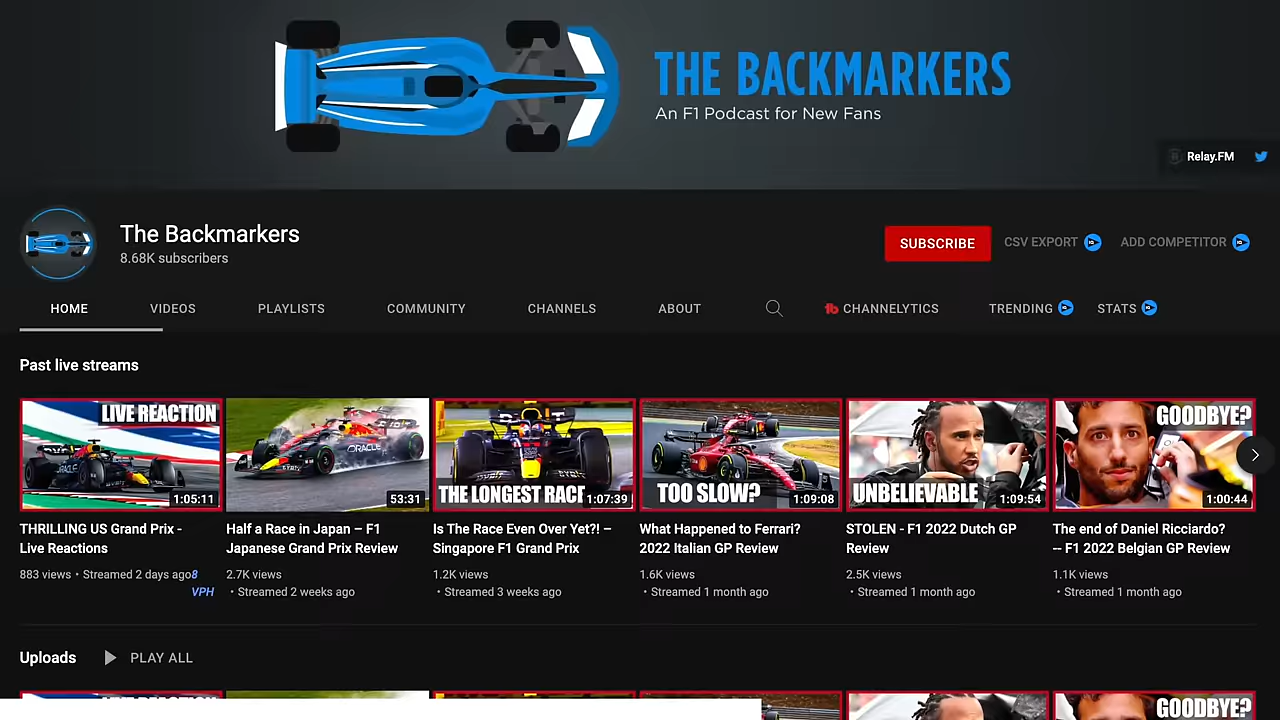 THE BACKMARKERS
An F1 Podcast for New Fans
Relay.FM
The Backmarkers
8.68K subscribers
SUBSCRIBE
CSV EXPORT
ADD COMPETITOR
HOME VIDEOS PLAYLISTS COMMUNITY CHANNELS ABOUT CHANNELYTICS TRENDING STATS
Past live streams
LIVE REACTION
ORACLE
1:05:11
THRILLING US Grand Prix -
Live Reactions
883 views • Streamed 2 days ago8
VPH
ORACLE
53:31
Half a Race in Japan – F1
Japanese Grand Prix Review
2.7K views
• Streamed 2 weeks ago
THE LONGEST RACE
1:07:39
Is The Race Even Over Yet?! –
Singapore F1 Grand Prix
1.2K views
• Streamed 3 weeks ago
TOO SLOW?
1:09:08
What Happened to Ferrari?
2022 Italian GP Review
1.6K views
• Streamed 1 month ago
UNBELIEVABLE
1:09:54
STOLEN - F1 2022 Dutch GP
Review
2.5K views
• Streamed 1 month ago
GOODBYE?
1:00:44
The end of Daniel Ricciardo?
-- F1 2022 Belgian GP Review
1.1K views
• Streamed 1 month ago
Uploads
PLAY ALL
GOODBYE?